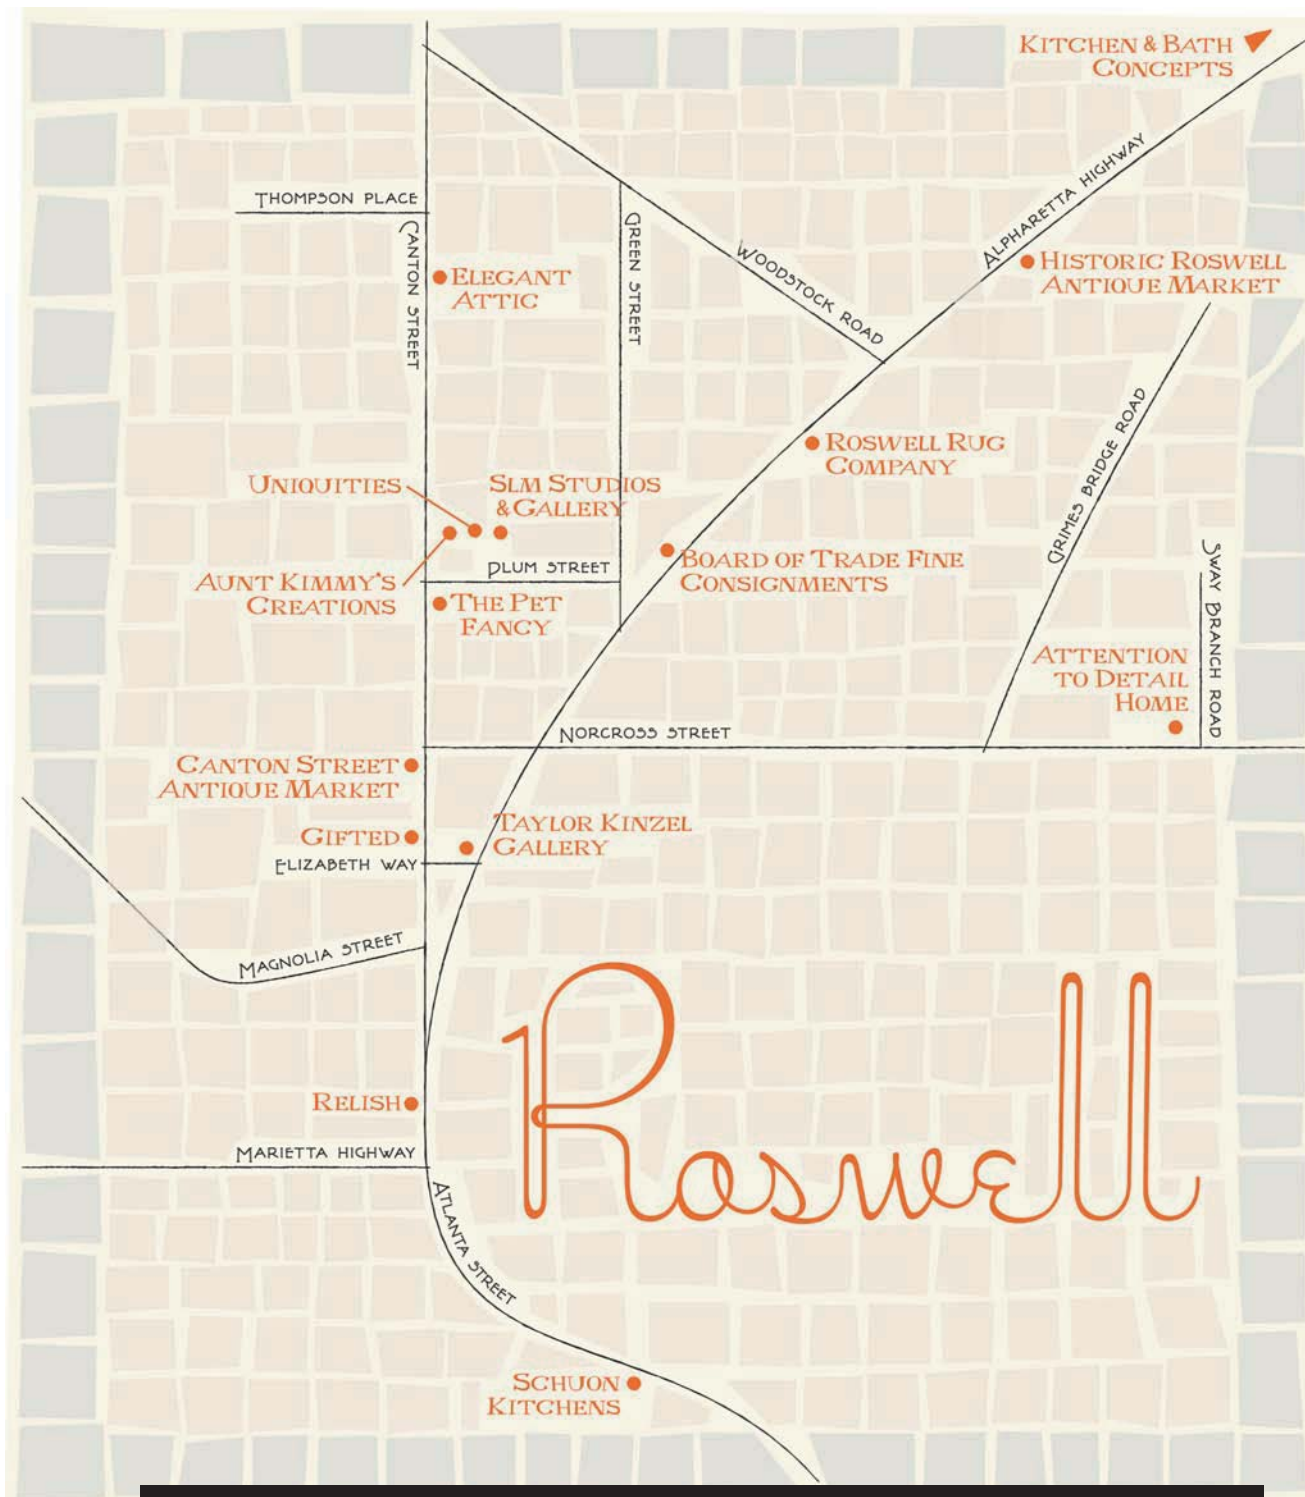 KITCHEN & BATH
CONCEPTS
ALPHARETTA HIGHWAY
THOMPSON PLACE
CANTON STREET
GREEN STREET
WOODSTOCK ROAD
ELEGANT
ATTIC
HISTORIC ROSWELL
ANTIQUE MARKET
GRIMES BRIDGE ROAD
ROSWELL RUG
COMPANY
UNIQUITIES
SLM STUDIOS
& GALLERY
PLUM STREET
BOARD OF TRADE FINE
CONSIGNMENTS
SWAY BRANCH ROAD
AUNT KIMMY'S
CREATIONS
THE PET
FANCY
ATTENTION
TO DETAIL
HOME
NORCROSS STREET
CANTON STREET
ANTIQUE MARKET
GIFTED
TAYLOR KINZEL
GALLERY
ELIZABETH WAY
MAGNOLIA STREET
Roswell
RELISH
MARIETTA HIGHWAY
ATLANTA STREET
SCHUON
KITCHENS